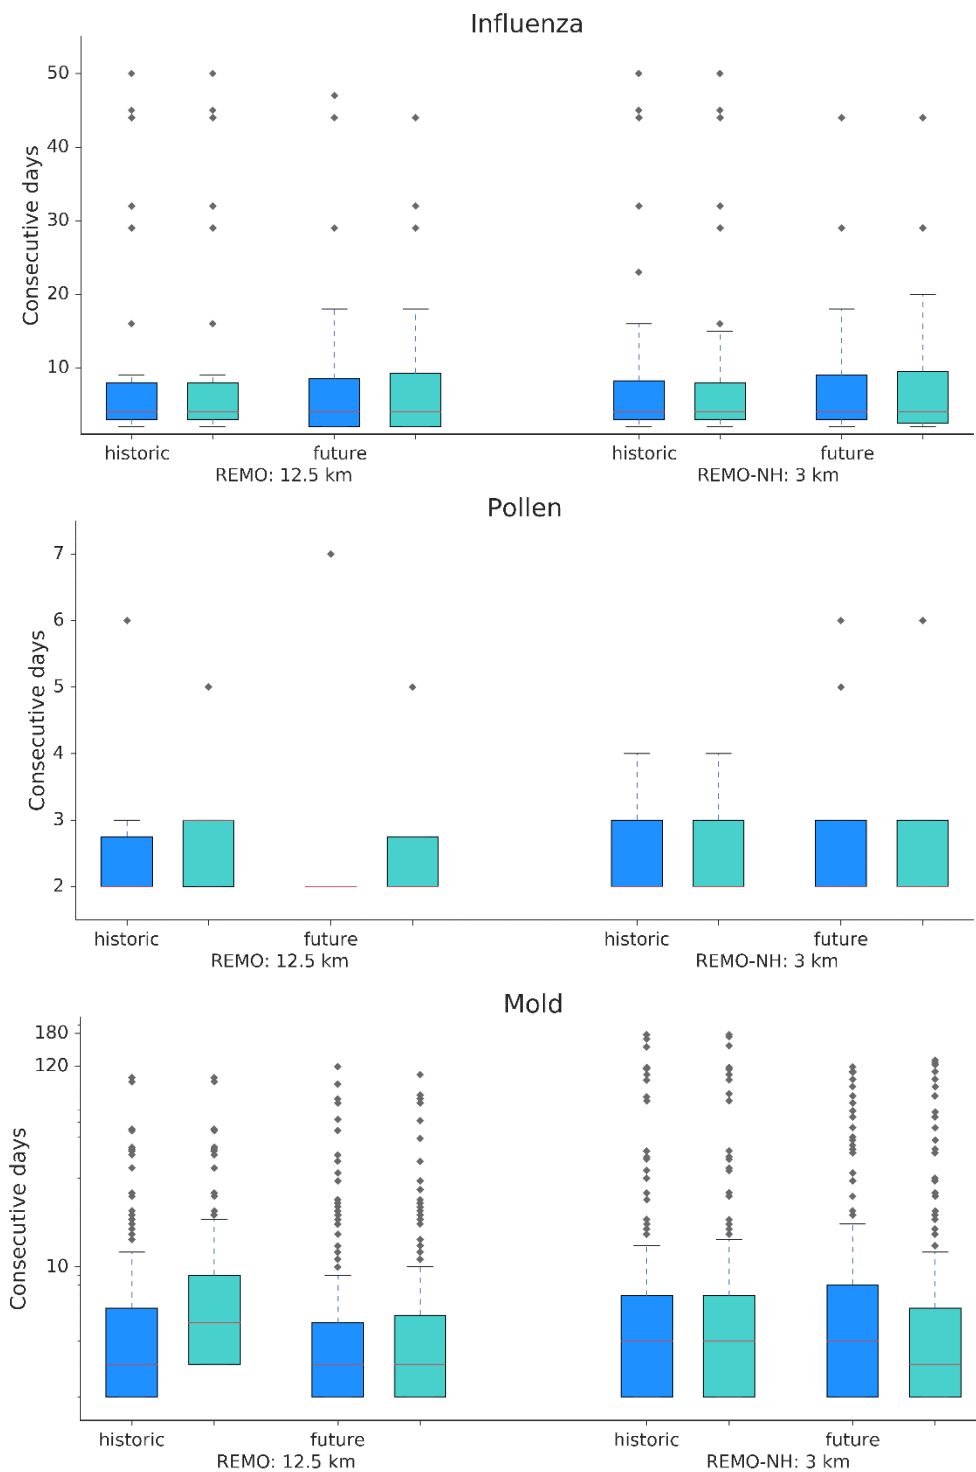 Influenza
Consecutive days
50
40
30
20
10
historic future historic future
REMO: 12.5 km REMO-NH: 3 km
Pollen
Consecutive days
7
6
5
4
3
2
historic future historic future
REMO: 12.5 km REMO-NH: 3 km
Mold
Consecutive days
180
120
10
historic future historic future
REMO: 12.5 km REMO-NH: 3 km